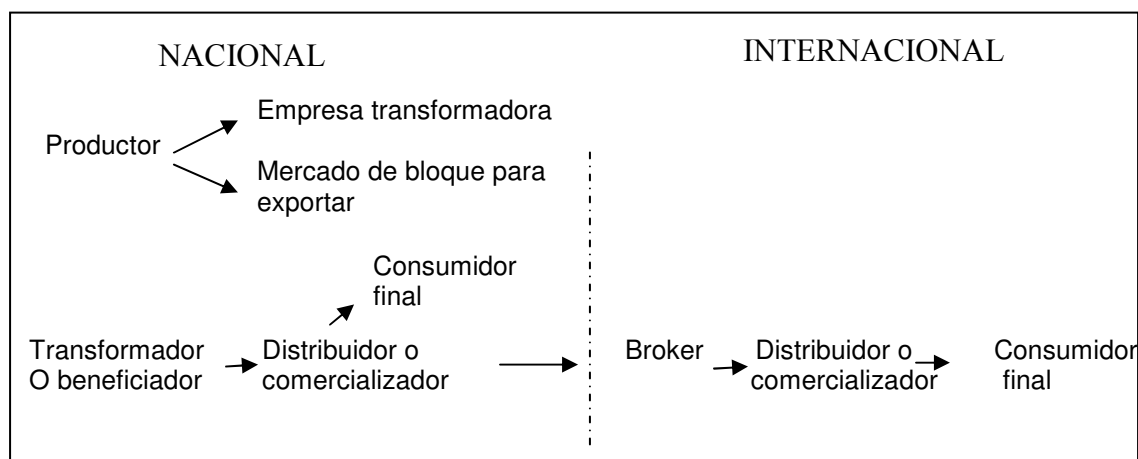 NACIONAL
INTERNACIONAL
Empresa transformadora
Productor
Mercado de bloque para
exportar
Consumidor
final
Transformador
O beneficiador
Distribuidor o
comercializador
Broker
Distribuidor o
comercializador
Consumidor
final